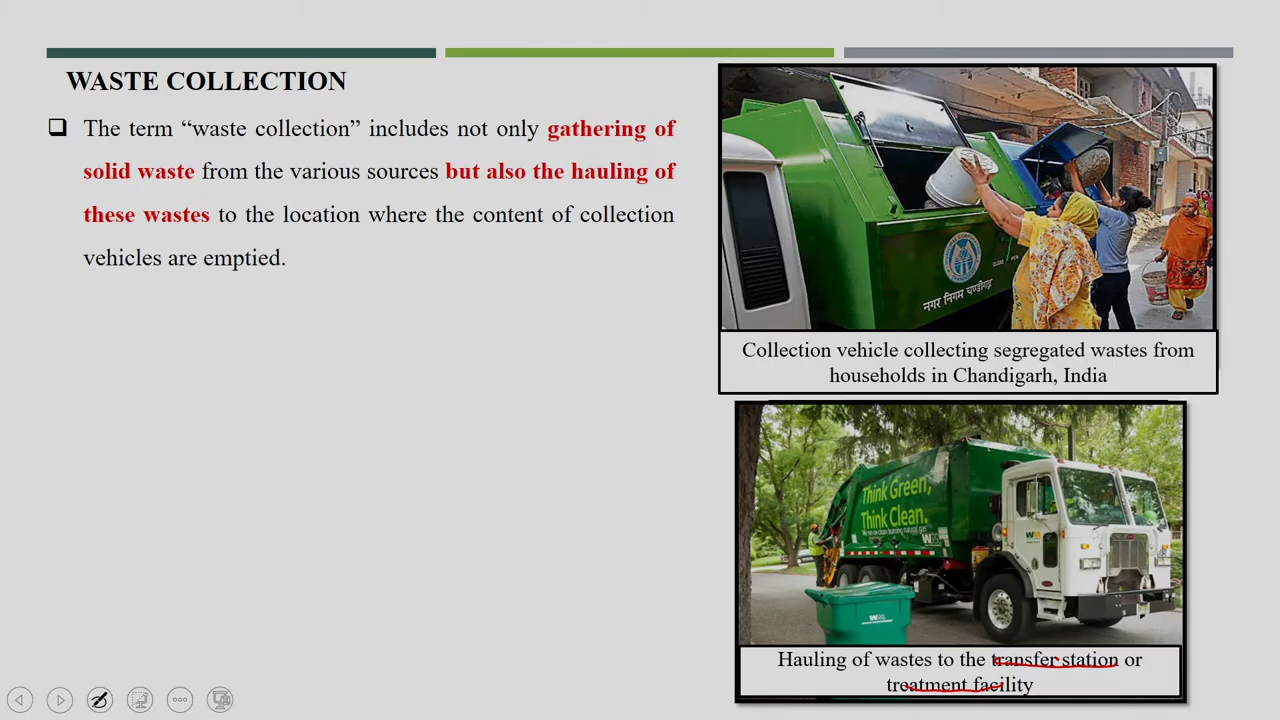 WASTE COLLECTION
The term “waste collection” includes not only gathering of
solid waste from the various sources but also the hauling of
these wastes to the location where the content of collection
vehicles are emptied.
नगर निगम चण्डीगढ़
Collection vehicle collecting segregated wastes from
households in Chandigarh, India
Think Green,
Think Clean.
Hauling of wastes to the transfer station or
treatment facility